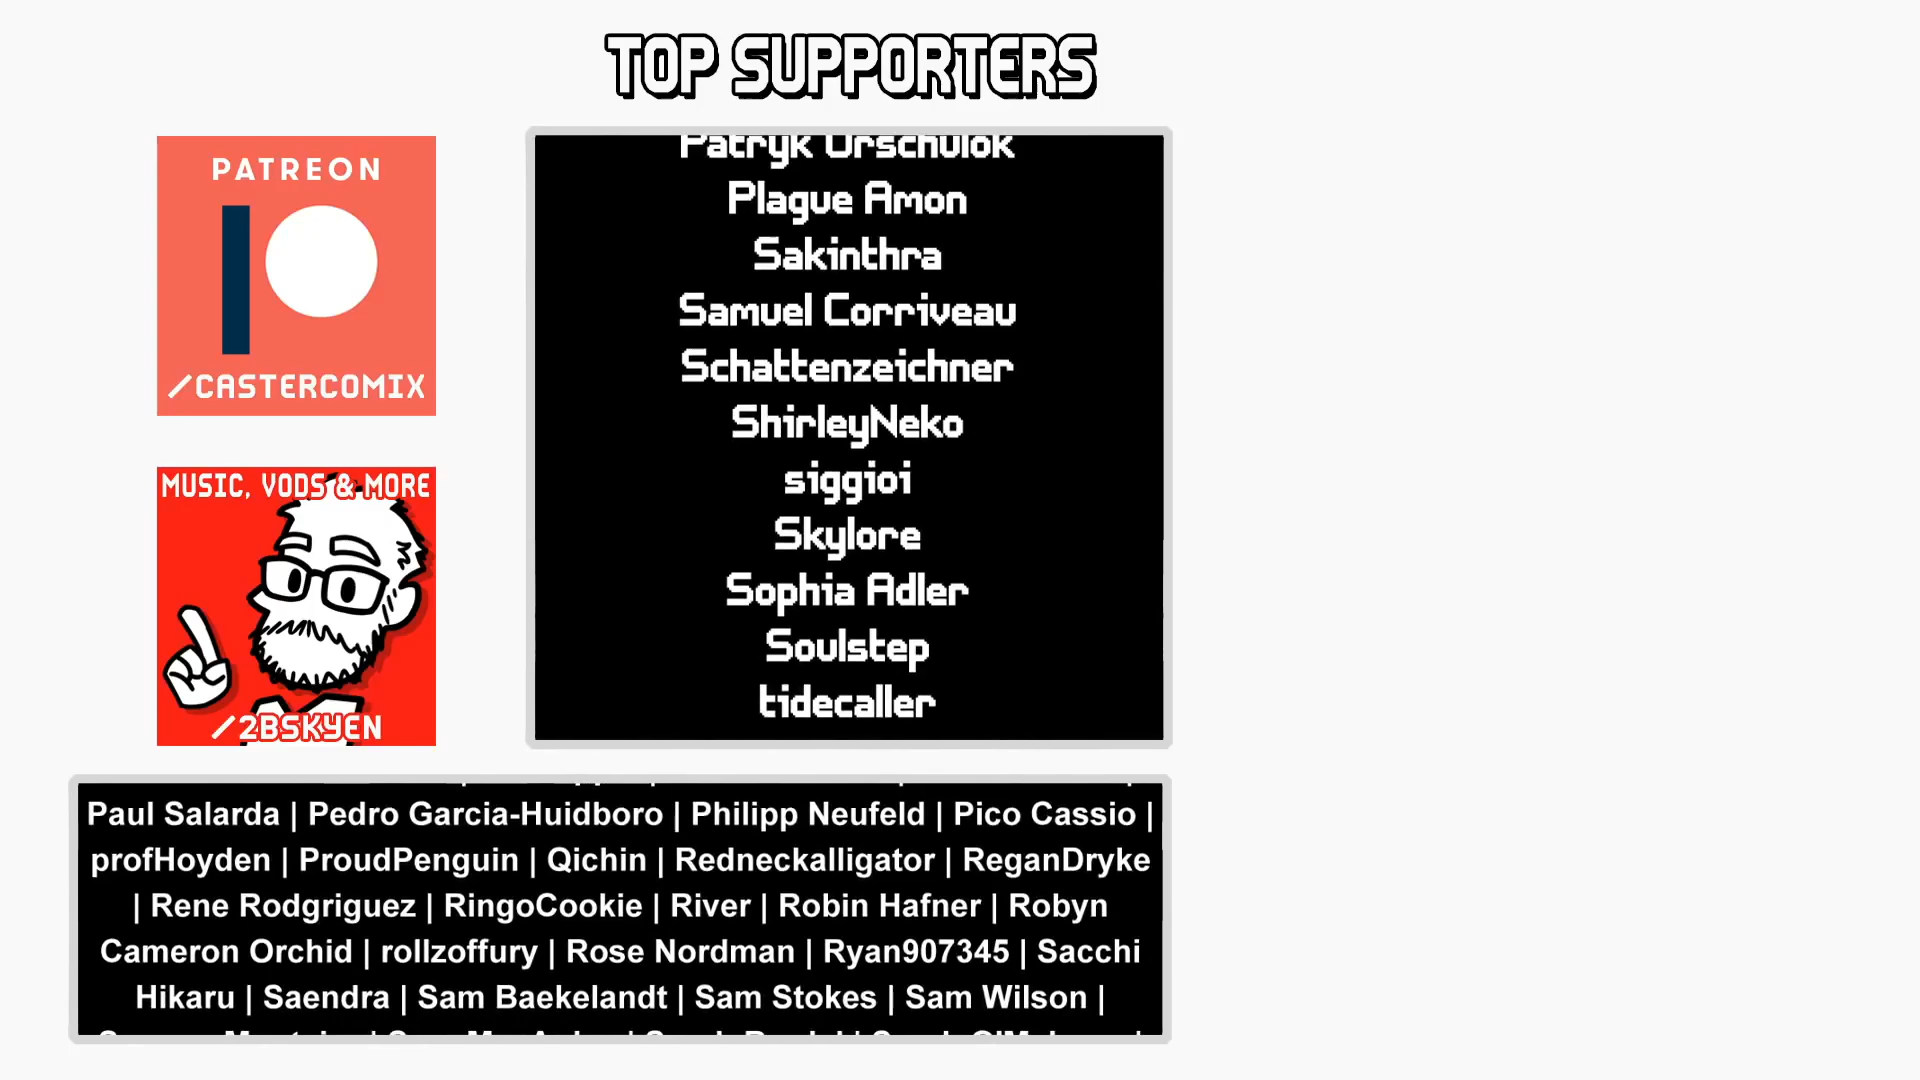 TOP SUPPORTERS
PATREON
/CASTERCOMIX
MUSIC, VODS & MORE
/2BSKYEN
Patryk Urschulok
Plague Amon
Sakinthra
Samuel Corriveau
Schattenzeichner
ShirleyNeko
siggioi
Skylore
Sophia Adler
Soulstep
tidecaller
Paul Salarda | Pedro Garcia-Huidboro | Philipp Neufeld | Pico Cassio |
profHoyden | ProudPenguin | Qichin | Redneckalligator | ReganDryke
| Rene Rodgriguez | RingoCookie | River | Robin Hafner | Robyn
Cameron Orchid | rollzoffury | Rose Nordman | Ryan907345 | Sacchi
Hikaru | Saendra | Sam Baekelandt | Sam Stokes | Sam Wilson |